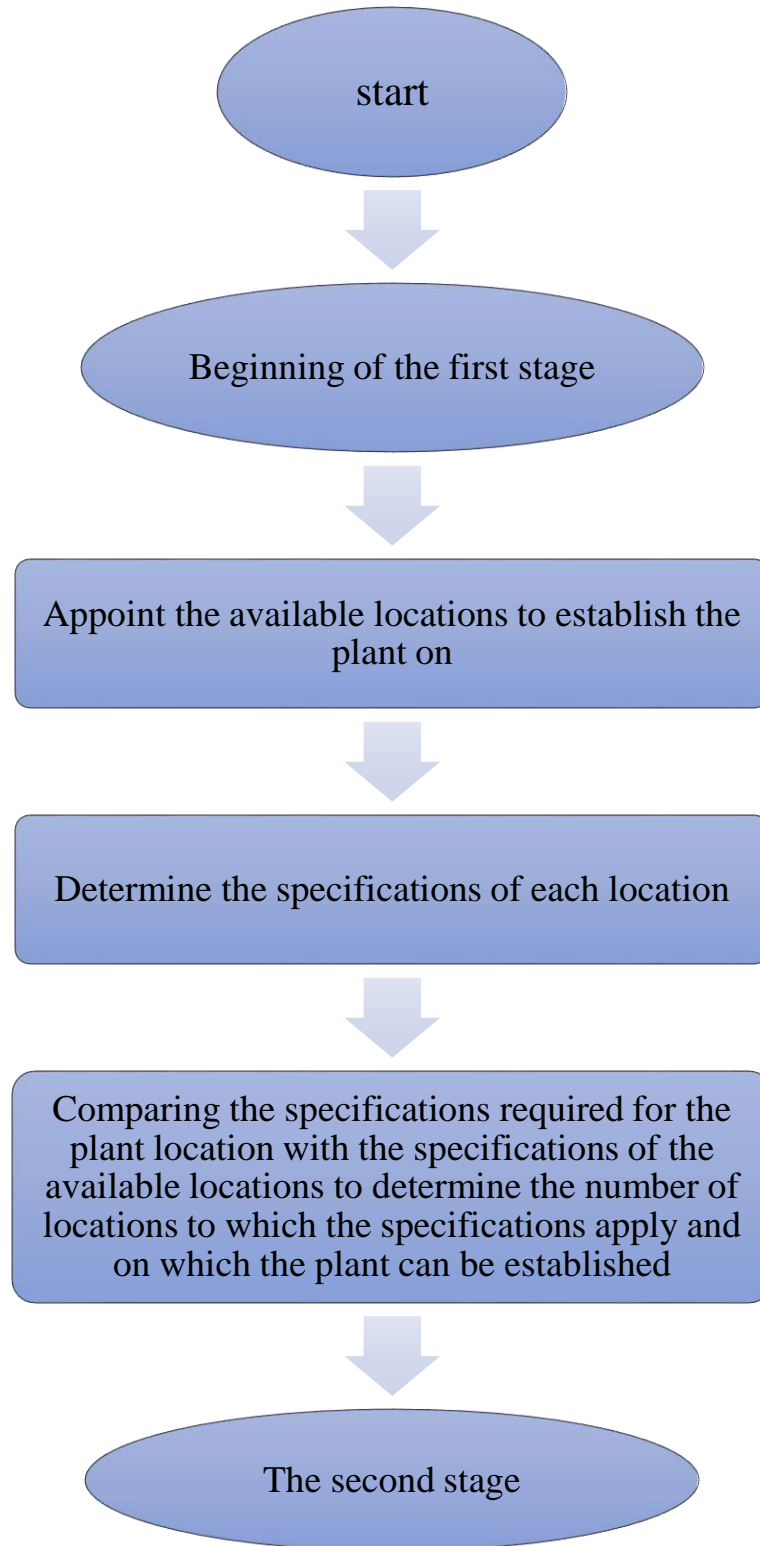 start
Beginning of the first stage
Appoint the available locations to establish the
plant on
Determine the specifications of each location
Comparing the specifications required for the
plant location with the specifications of the
available locations to determine the number of
locations to which the specifications apply and
on which the plant can be established
The second stage